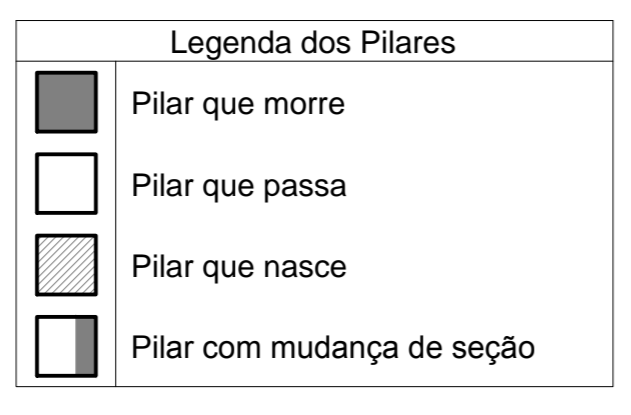 Legenda dos Pilares
Pilar que morre
Pilar que passa
Pilar que nasce
Pilar com mudança de seção